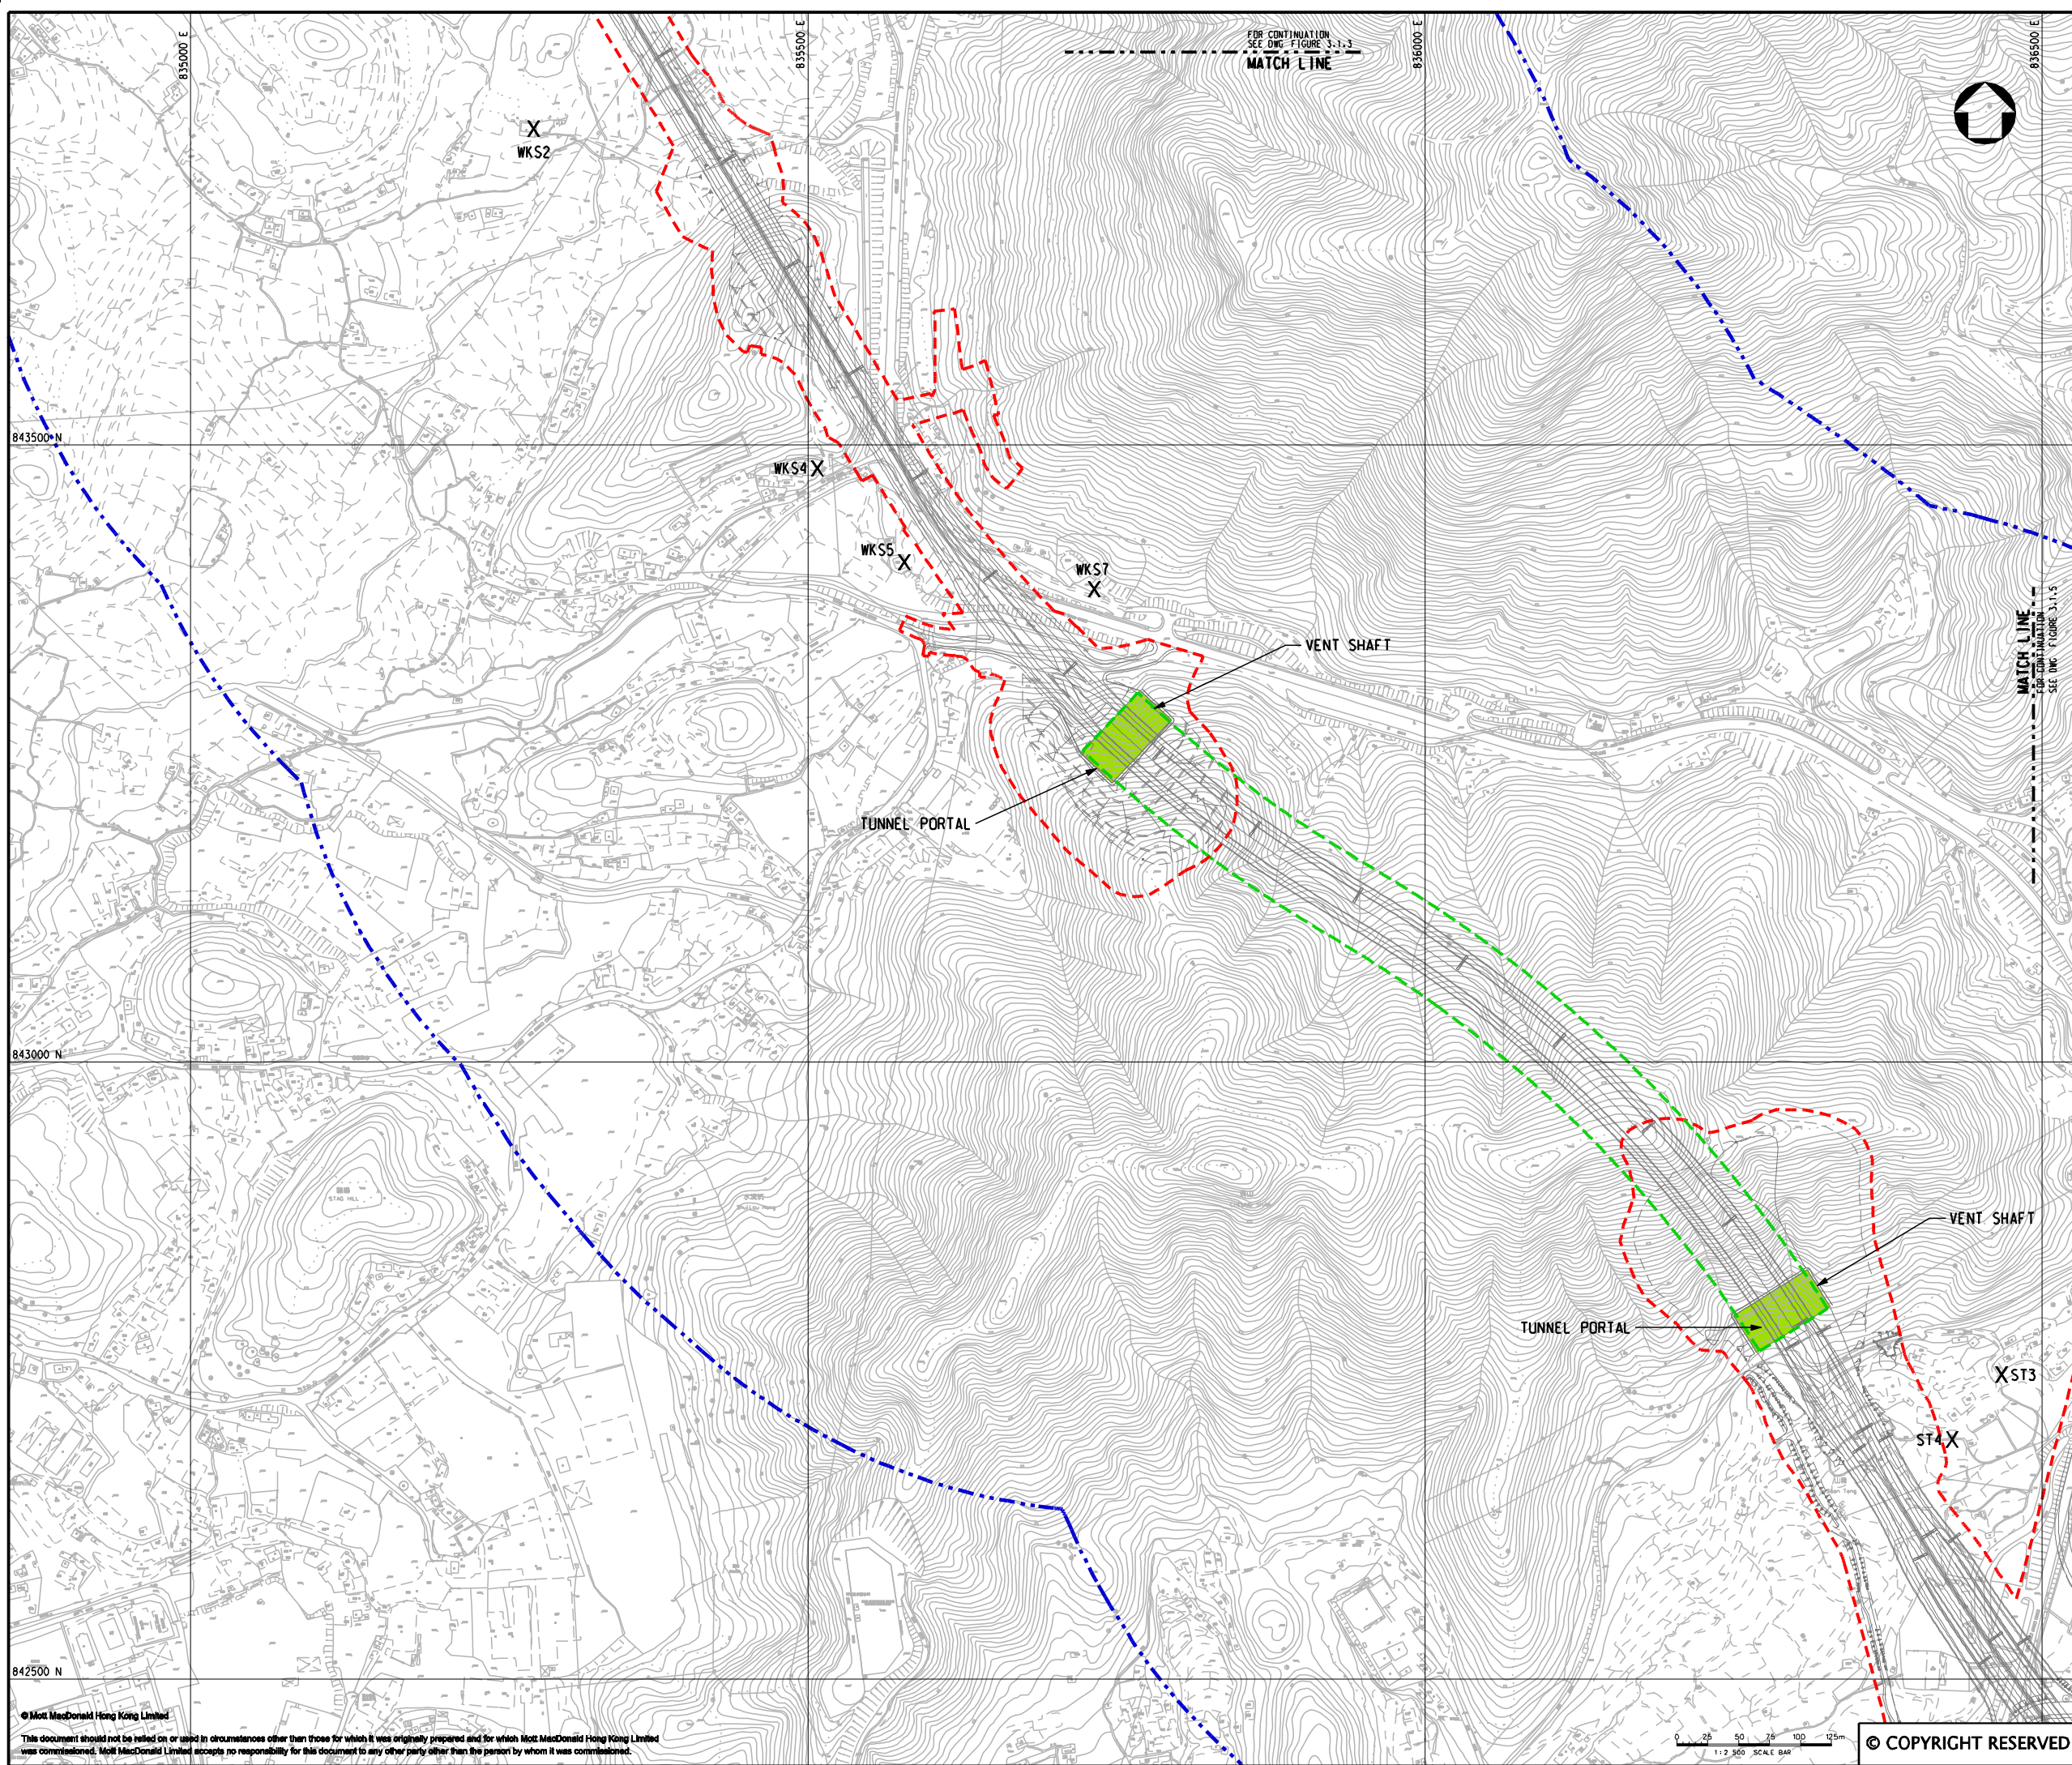 835000 E
835500 E
836000 E
836500 E
FOR CONTINUATION
SEE DWG FIGURE 3.1.3
MATCH LINE
WKS2
843500 N
WKS4
WKS5
WKS7
MATCH LINE
FOR CONTINUATION
SEE DWG FIGURE 3.1.5
VENT SHAFT
TUNNEL PORTAL
843000 N
STAG HILL
VENT SHAFT
TUNNEL PORTAL
ST3
ST4
842500 N
© Mott MacDonald Hong Kong Limited
This document should not be relied on or used in circumstances other than those for which it was originally prepared and for which Mott MacDonald Hong Kong Limited
was commissioned. Mott MacDonald Limited accepts no responsibility for this document to any other party other than the person by whom it was commissioned.
0 25 50 75 100 125m
1:2 500 SCALE BAR
© COPYRIGHT RESERVED